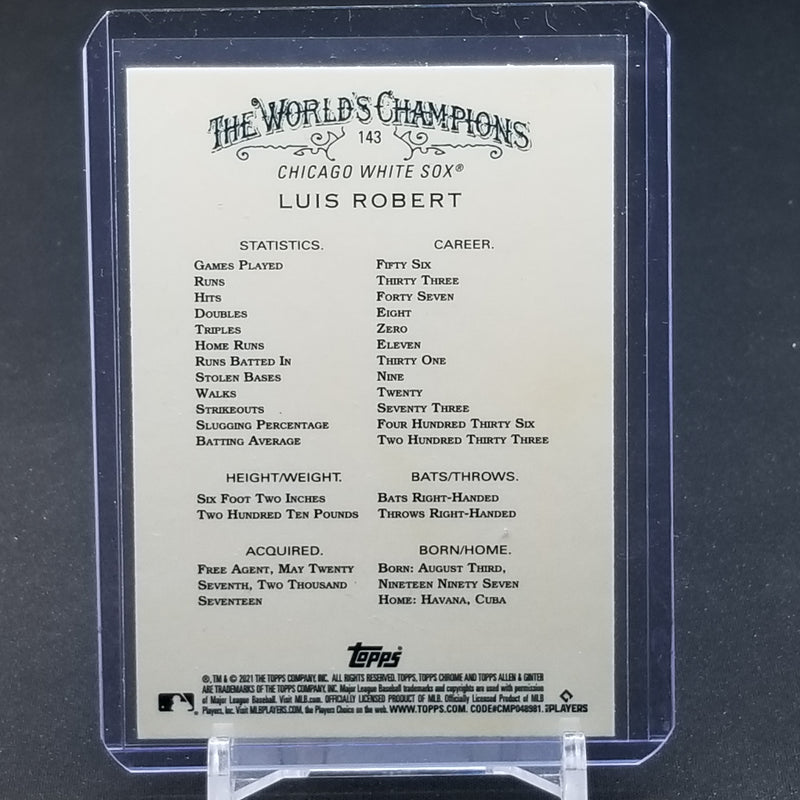 THE WORLD'S CHAMPIONS
143
CHICAGO WHITE SOX®
LUIS ROBERT
STATISTICS. CAREER.
GAMES PLAYED FIFTY SIX
RUNS THIRTY THREE
HITS FORTY SEVEN
DOUBLES EIGHT
TRIPLES ZERO
HOME RUNS ELEVEN
RUNS BATTED IN THIRTY ONE
STOLEN BASES NINE
WALKS TWENTY
STRIKEOUTS SEVENTY THREE
SLUGGING PERCENTAGE FOUR HUNDRED THIRTY SIX
BATTING AVERAGE TWO HUNDRED THIRTY THREE
HEIGHT/WEIGHT. BATS/THROWS.
SIX FOOT TWO INCHES BATS RIGHT-HANDED
TWO HUNDRED TEN POUNDS THROWS RIGHT-HANDED
ACQUIRED. BORN/HOME.
FREE AGENT, MAY TWENTY BORN: AUGUST THIRD,
SEVENTH, TWO THOUSAND NINETEEN NINETY SEVEN
SEVENTEEN HOME: HAVANA, CUBA
Topps®
®, TM & © 2021 THE TOPPS COMPANY, INC. ALL RIGHTS RESERVED. TOPPS, TOPPS CHROME AND TOPPS ALLEN & GINTER
ARE TRADEMARKS OF THE TOPPS COMPANY, INC. Major League Baseball trademarks and copyrights are used with permission
of Major League Baseball. Visit MLB.com. OFFICIALLY LICENSED PRODUCT OF MLB. Officially Licensed Product of MLB
Players, Inc. Visit MLBPLAYERS.COM, the Players Choice on the web. WWW.TOPPS.COM. CODE#CMP048981. PLAYERS